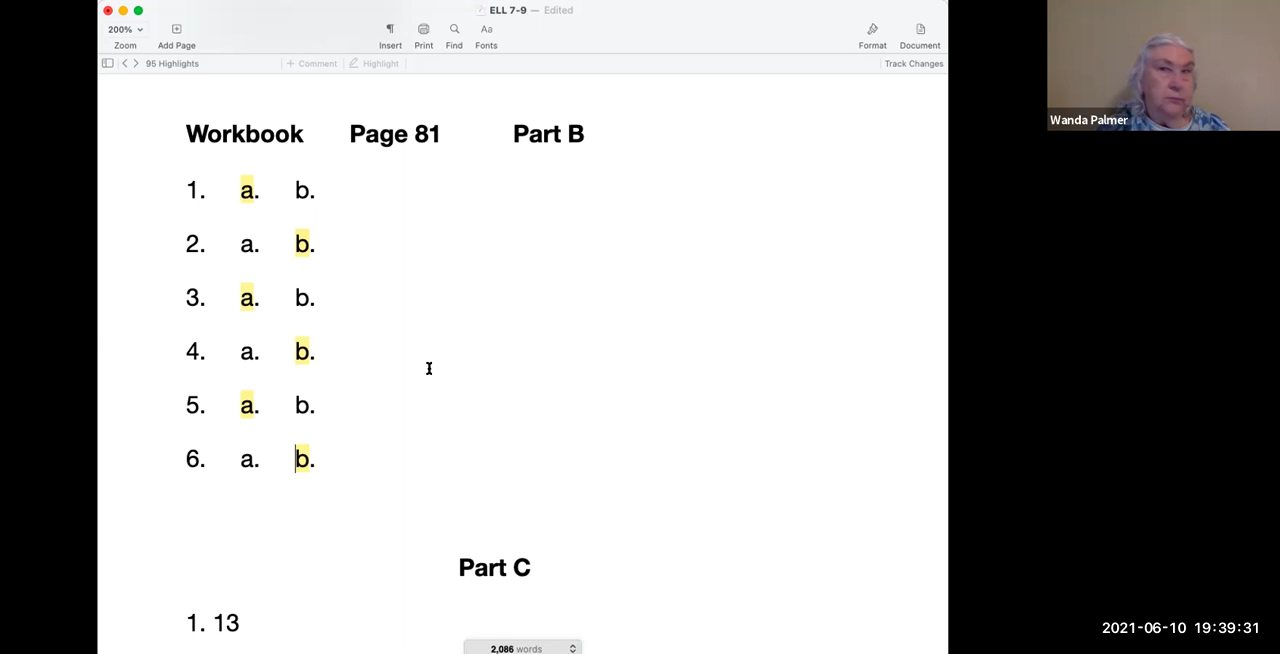 ELL 7-9 — Edited
200%
Zoom Add Page Insert Print Find Aa Fonts Format Document
95 Highlights + Comment Highlight Track Changes
Workbook Page 81 Part B
1. a. b.
2. a. b.
3. a. b.
4. a. b.
5. a. b.
6. a. b.
Part C
1. 13
2,086 words
Wanda Palmer
2021-06-10 19:39:31